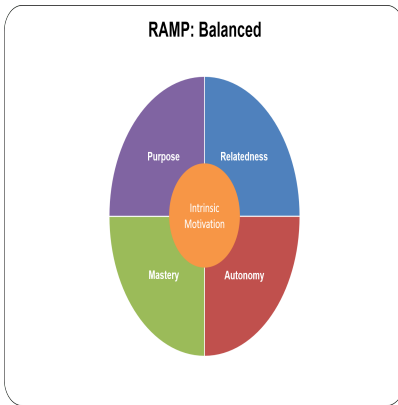 RAMP: Balanced
Purpose
Relatedness
Intrinsic
Motivation
Mastery
Autonomy